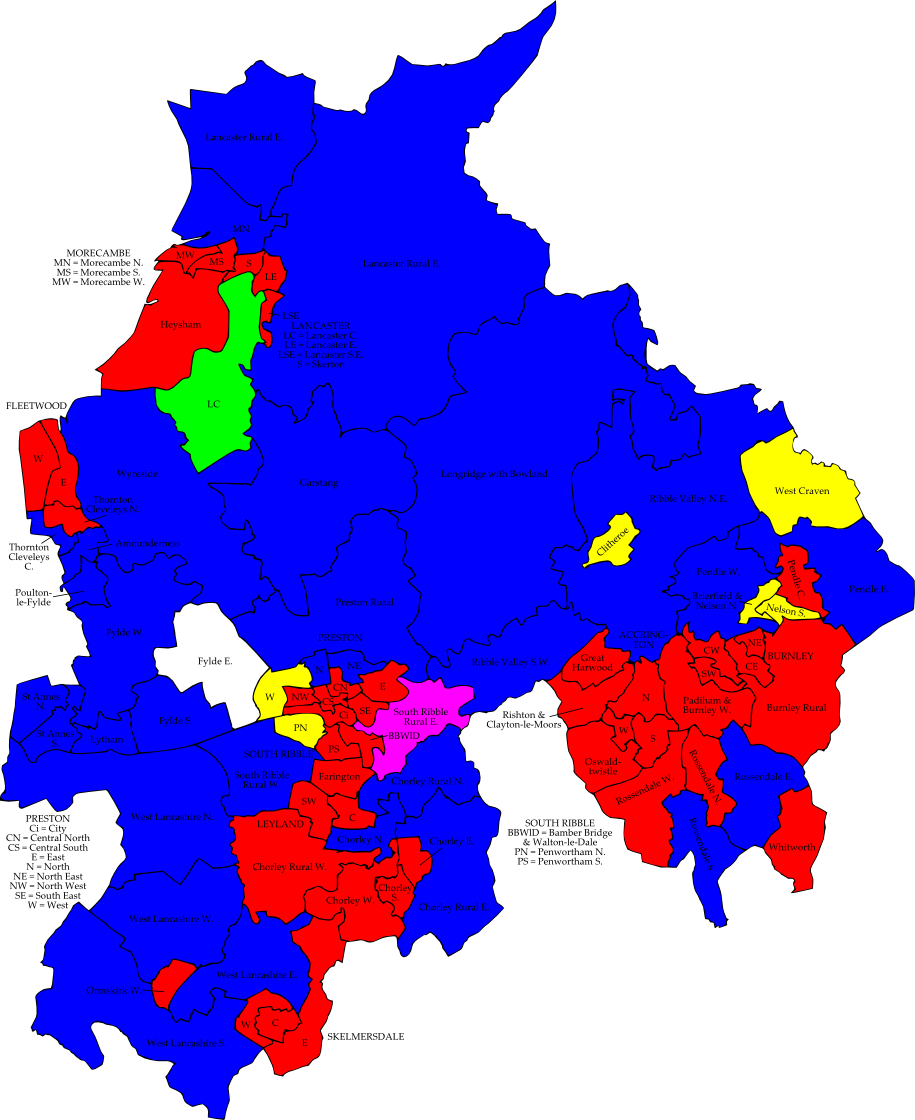 Lancaster Rural E.
MN
MORECAMBE
MN = Morecambe N.
MS = Morecambe S.
MW = Morecambe W.
MW
MS
S
LE
Lancaster Rural E.
Heysham
LSE
LANCASTER
LC = Lancaster C.
LE = Lancaster E.
LSE = Lancaster S.E.
S = Skerton
LC
FLEETWOOD
W
E
Wyreside
Garstang
Longridge with Bowland
Ribble Valley N.E.
West Craven
Thornton
Cleveleys N.
Amounderness
Thornton
Cleveleys
C.
Clitheroe
Pendle W.
Pendle C.
Pendle E.
Poulton-
le-Fylde
Preston Rural
Brierfield &
Nelson N.
Nelson S.
Fylde W.
Fylde E.
PRESTON
N
NE
Ribble Valley S.W.
ACCRING-
TON
Great
Harwood
CW
NE
BURNLEY
CE
SW
St Annes
N.
St Annes
S.
Lytham
Fylde S.
W
NW
CN
E
CS
Ci
SE
South Ribble
Rural E.
N
Padiham &
Burnley W.
Burnley Rural
Rishton &
Clayton-le-Moors
PN
BBWID
PS
W
S
SOUTH RIBBLE
Oswald-
twistle
South Ribble
Rural W.
Farington
Chorley Rural N.
Rossendale W.
Rossendale N.
Rossendale E.
SW
C
LEYLAND
West Lancashire N.
PRESTON
Ci = City
CN = Central North
CS = Central South
E = East
N = North
NE = North East
NW = North West
SE = South East
W = West
SOUTH RIBBLE
BBWID = Bamber Bridge
& Walton-le-Dale
PN = Penwortham N.
PS = Penwortham S.
Chorley N.
Chorley E.
Rossendale S.
Whitworth
Chorley Rural W.
Chorley
S.
Chorley W.
Chorley Rural E.
West Lancashire W.
West Lancashire E.
Ormskirk W.
W
C
E
SKELMERSDALE
West Lancashire S.